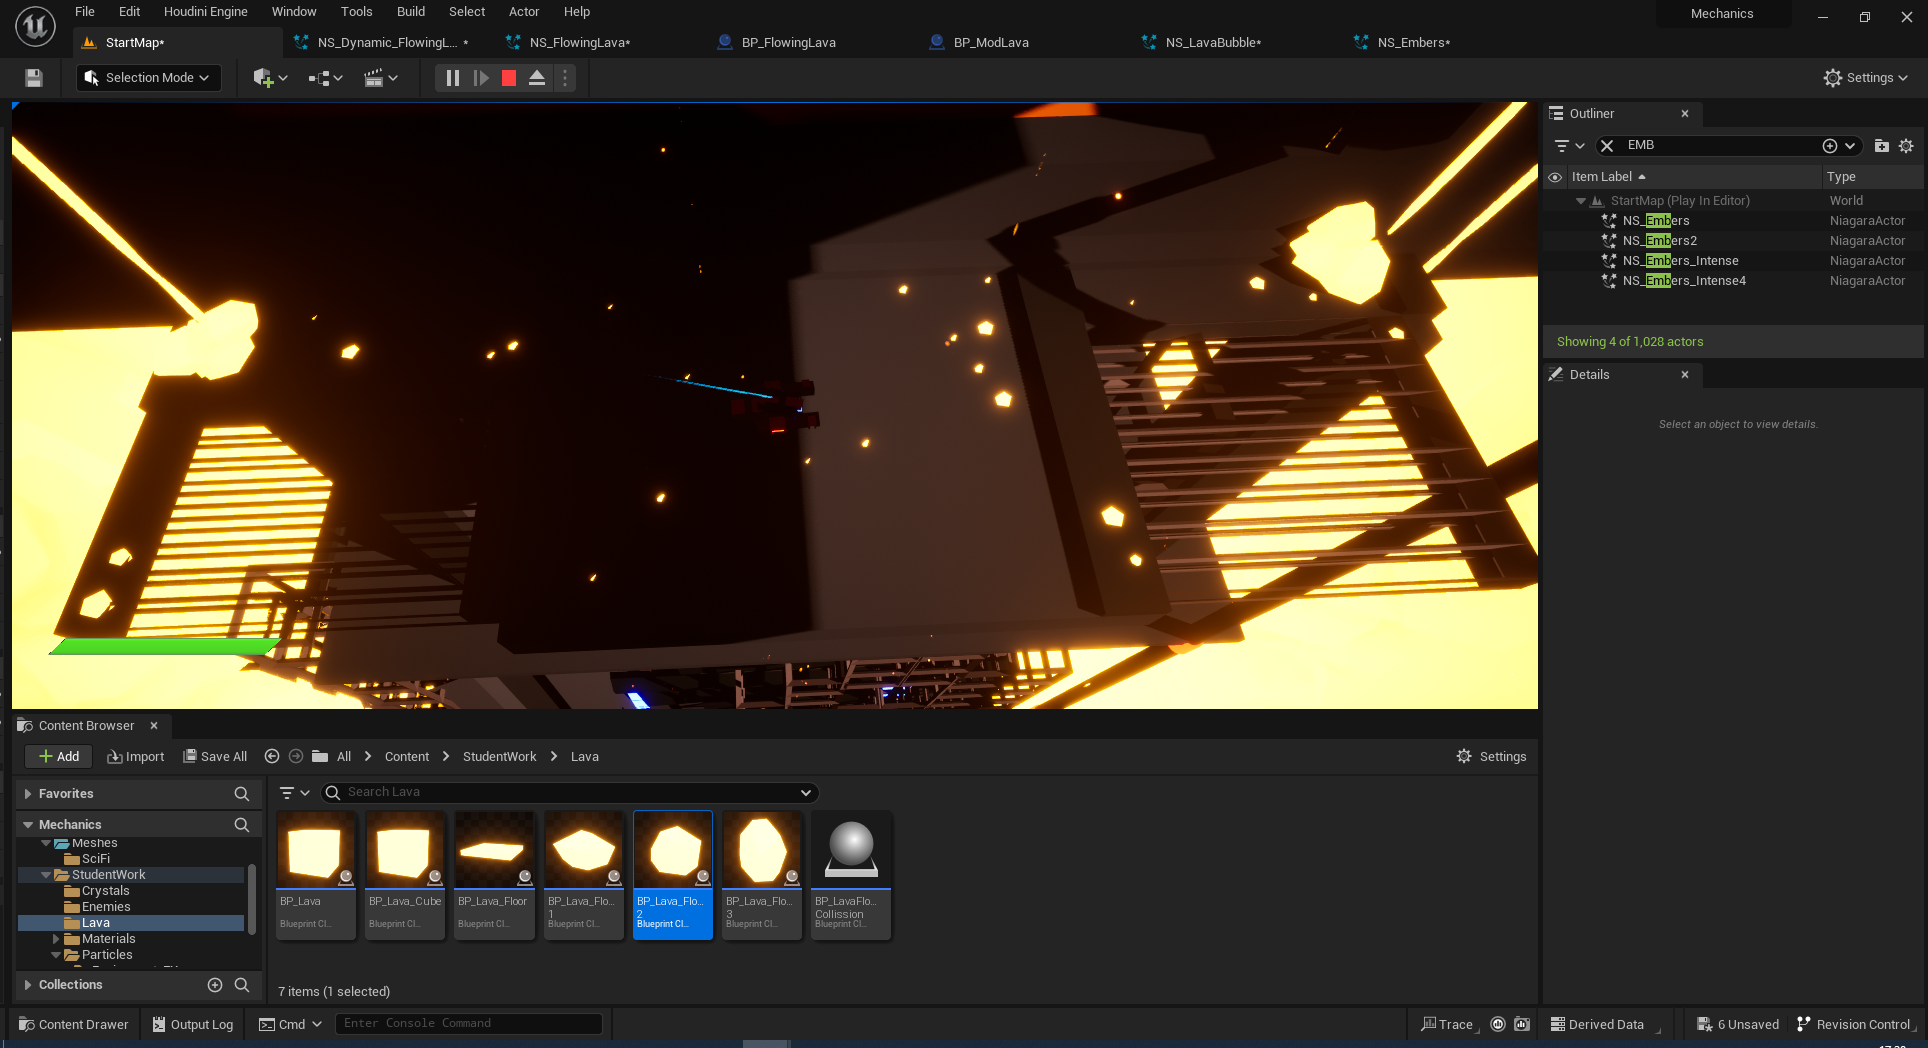 File Edit Houdini Engine Window Tools Build Select Actor Help
Mechanics
StartMap*
NS_Dynamic_FlowingL... *
NS_FlowingLava*
BP_FlowingLava
BP_ModLava
NS_LavaBubble*
NS_Embers*
Selection Mode
Settings
Outliner
EMB
Item Label Type
StartMap (Play In Editor) World
NS_Embers NiagaraActor
NS_Embers2 NiagaraActor
NS_Embers_Intense NiagaraActor
NS_Embers_Intense4 NiagaraActor
Showing 4 of 1,028 actors
Details
Select an object to view details.
Content Browser
Add Import Save All All Content StudentWork Lava Settings
Favorites
Search Lava
Mechanics
Meshes
SciFi
StudentWork
Crystals
Enemies
Lava
Materials
Particles
Collections
BP_Lava
Blueprint Cl...
BP_Lava_Cube
Blueprint Cl...
BP_Lava_Floor
Blueprint Cl...
BP_Lava_Flo...
1
Blueprint Cl...
BP_Lava_Flo...
2
Blueprint Cl...
BP_Lava_Flo...
3
Blueprint Cl...
BP_LavaFlo...
Collission
Blueprint Cl...
7 items (1 selected)
Content Drawer Output Log Cmd Enter Console Command Trace Derived Data 6 Unsaved Revision Control